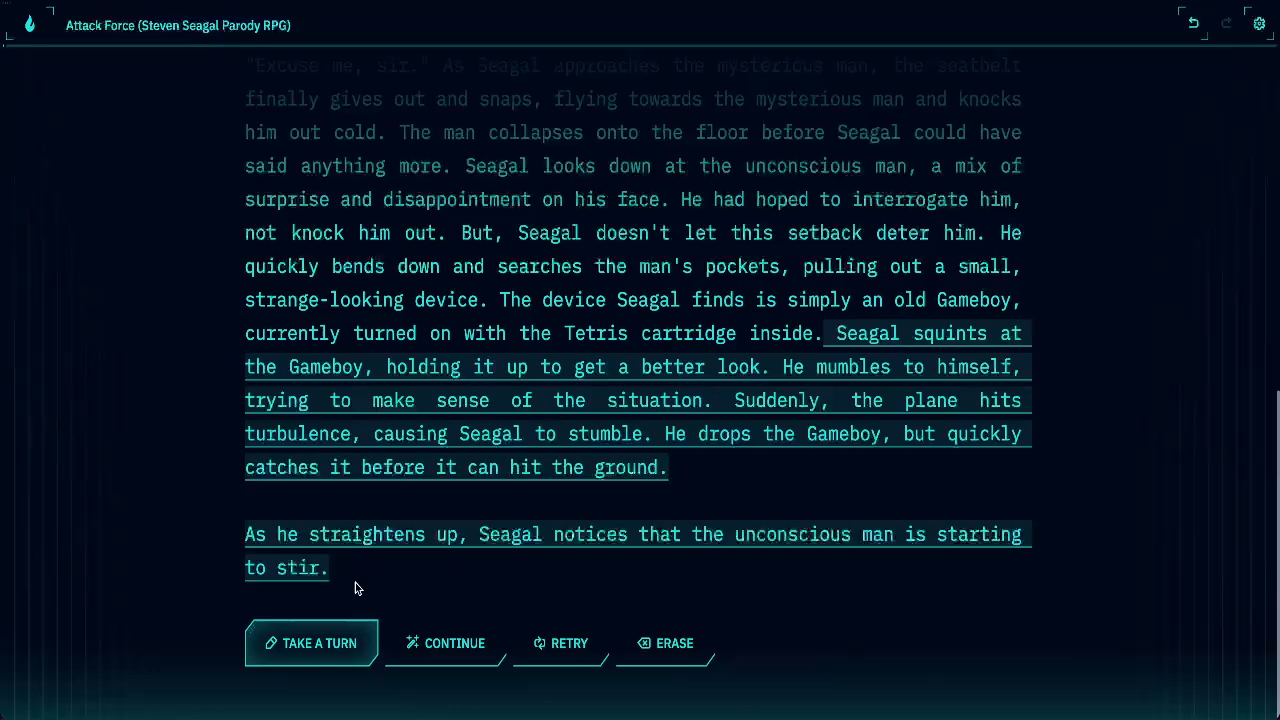 Attack Force (Steven Seagal Parody RPG)
"Excuse me, sir." As Seagal approaches the mysterious man, the seatbelt
finally gives out and snaps, flying towards the mysterious man and knocks
him out cold. The man collapses onto the floor before Seagal could have
said anything more. Seagal looks down at the unconscious man, a mix of
surprise and disappointment on his face. He had hoped to interrogate him,
not knock him out. But, Seagal doesn't let this setback deter him. He
quickly bends down and searches the man's pockets, pulling out a small,
strange-looking device. The device Seagal finds is simply an old Gameboy,
currently turned on with the Tetris cartridge inside. Seagal squints at
the Gameboy, holding it up to get a better look. He mumbles to himself,
trying to make sense of the situation. Suddenly, the plane hits
turbulence, causing Seagal to stumble. He drops the Gameboy, but quickly
catches it before it can hit the ground.
As he straightens up, Seagal notices that the unconscious man is starting
to stir.
TAKE A TURN CONTINUE RETRY ERASE